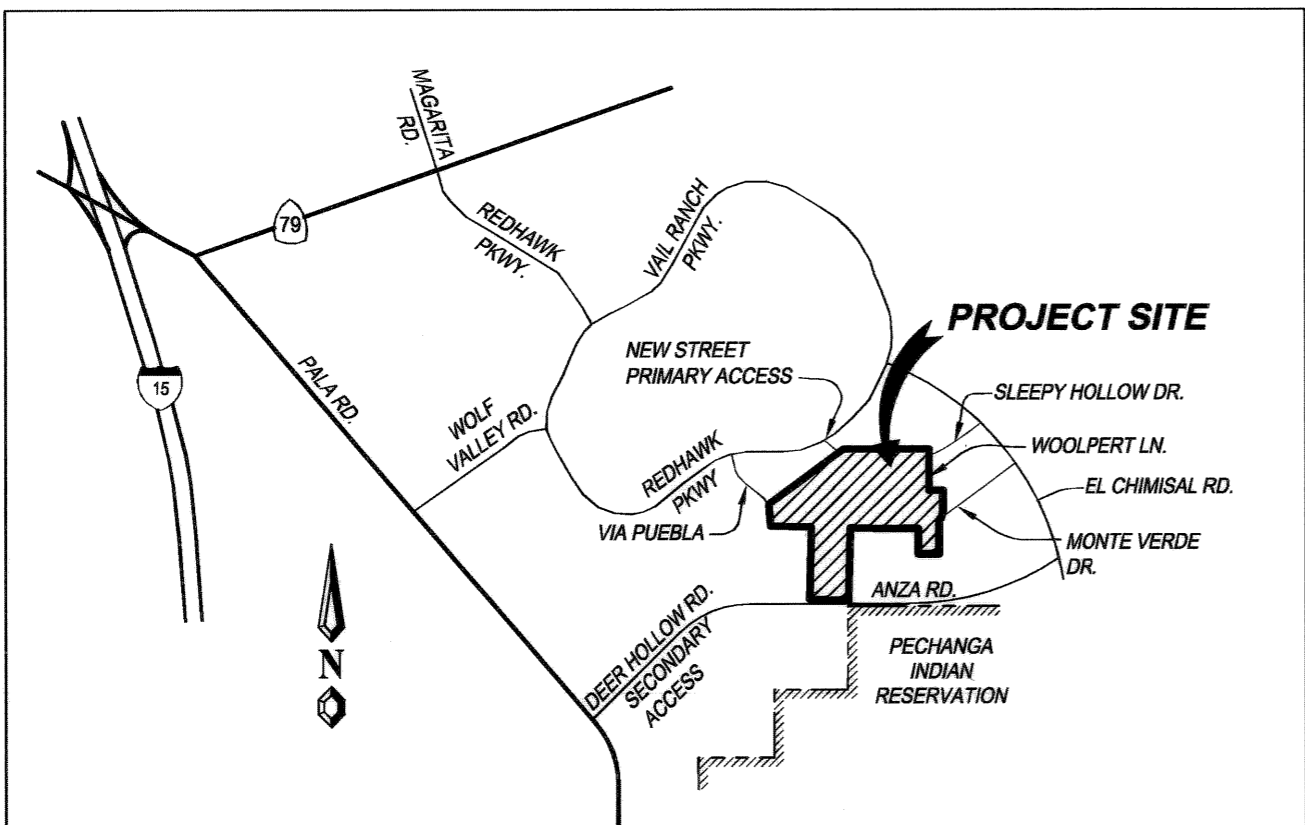 MAGARITA
RD.
79
REDHAWK
PKWY.
VAIL RANCH
PKWY.
PROJECT SITE
NEW STREET
PRIMARY ACCESS
15
PALA RD.
WOLF
VALLEY RD.
SLEEPY HOLLOW DR.
WOOLPERT LN.
REDHAWK
PKWY
EL CHIMISAL RD.
VIA PUEBLA
MONTE VERDE
DR.
ANZA RD.
DEER HOLLOW RD.
SECONDARY
ACCESS
PECHANGA
INDIAN
RESERVATION
N